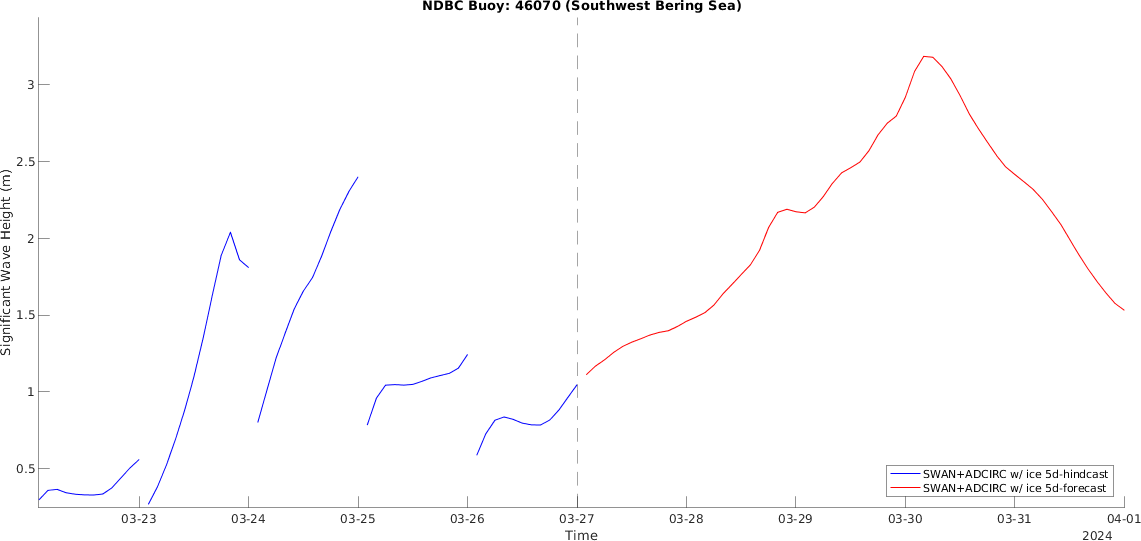 NDBC Buoy: 46070 (Southwest Bering Sea)
Significant Wave Height (m)
3
2.5
2
1.5
1
0.5
SWAN+ADCIRC w/ ice 5d-hindcast
SWAN+ADCIRC w/ ice 5d-forecast
03-23 03-24 03-25 03-26 03-27 03-28 03-29 03-30 03-31 04-01
Time
2024